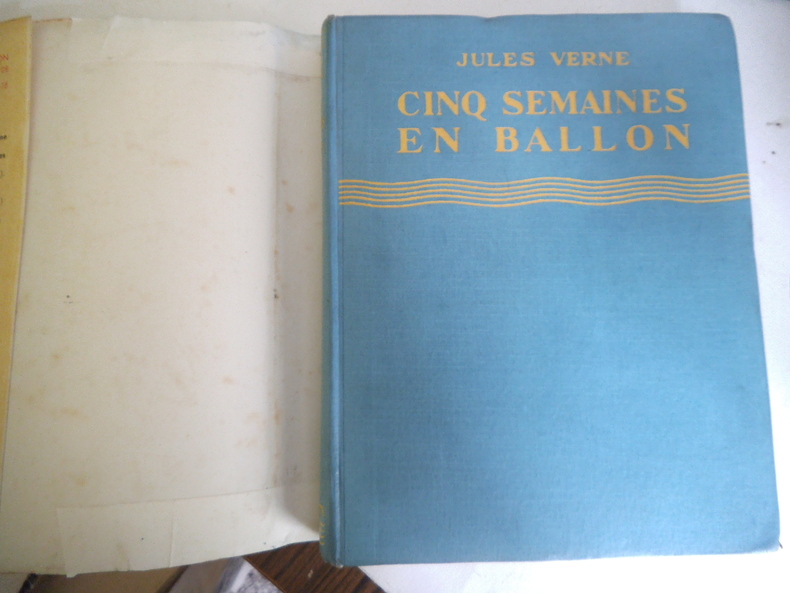 JULES VERNE
CINQ SEMAINES
EN BALLON